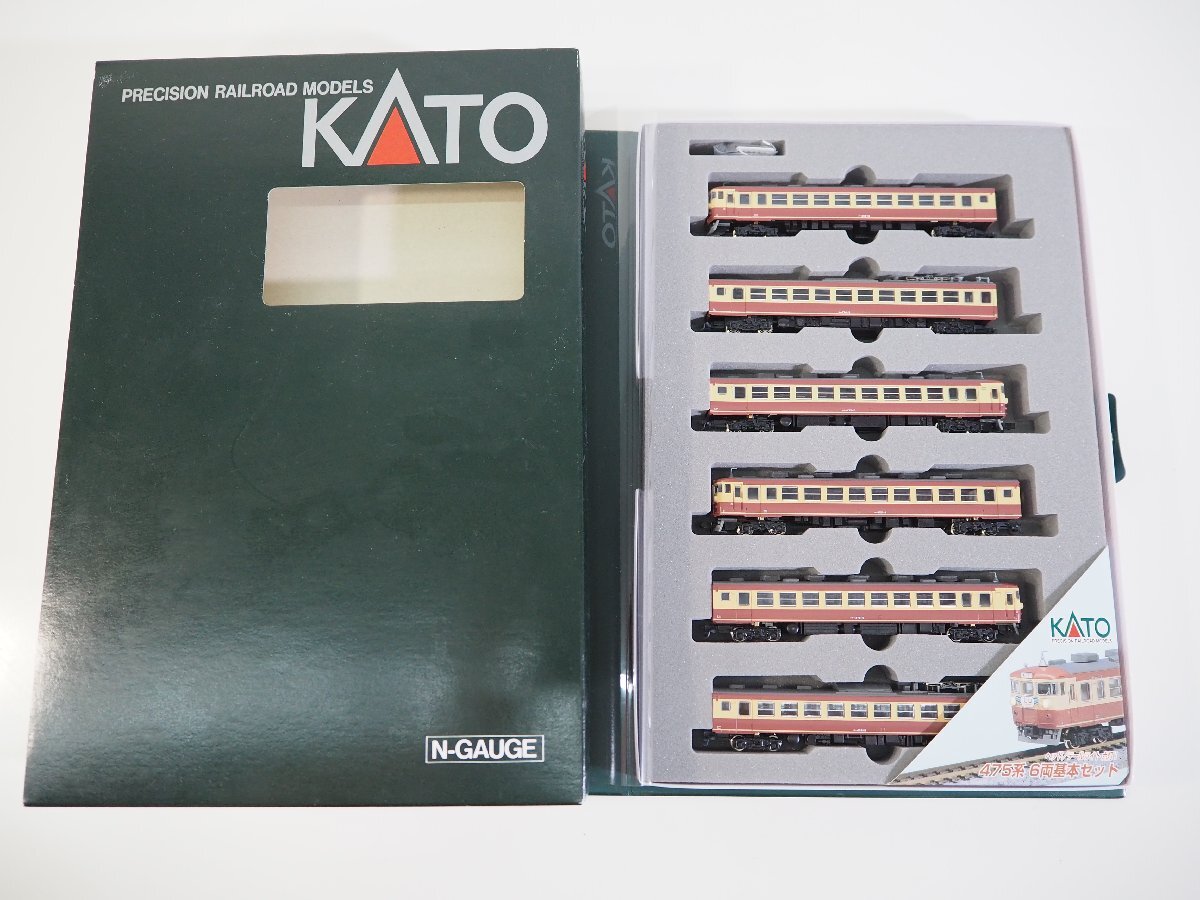 PRECISION RAILROAD MODELS
KATO
N-GAUGE
KATO
KATO
PRECISION RAILROAD MODELS
475系 6両基本セット